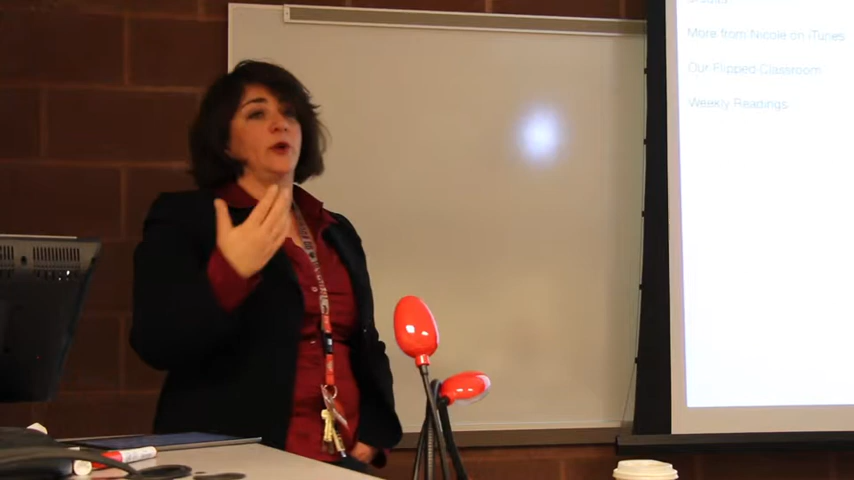 More from Nicole on iTunes
Our Flipped-Classroom
Weekly Readings